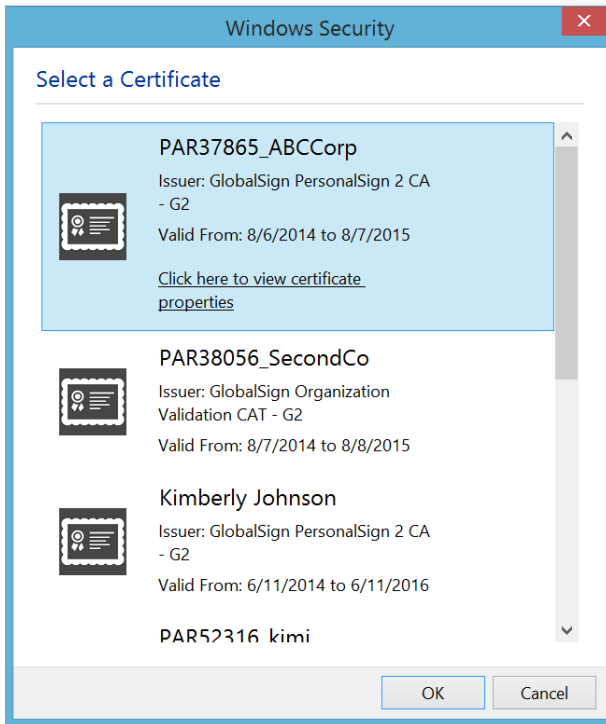 Windows Security
Select a Certificate
PAR37865_ABCCorp
Issuer: GlobalSign PersonalSign 2 CA
- G2
Valid From: 8/6/2014 to 8/7/2015
Click here to view certificate
properties
PAR38056_SecondCo
Issuer: GlobalSign Organization
Validation CAT - G2
Valid From: 8/7/2014 to 8/8/2015
Kimberly Johnson
Issuer: GlobalSign PersonalSign 2 CA
- G2
Valid From: 6/11/2014 to 6/11/2016
PAR52316_kimi
OK
Cancel